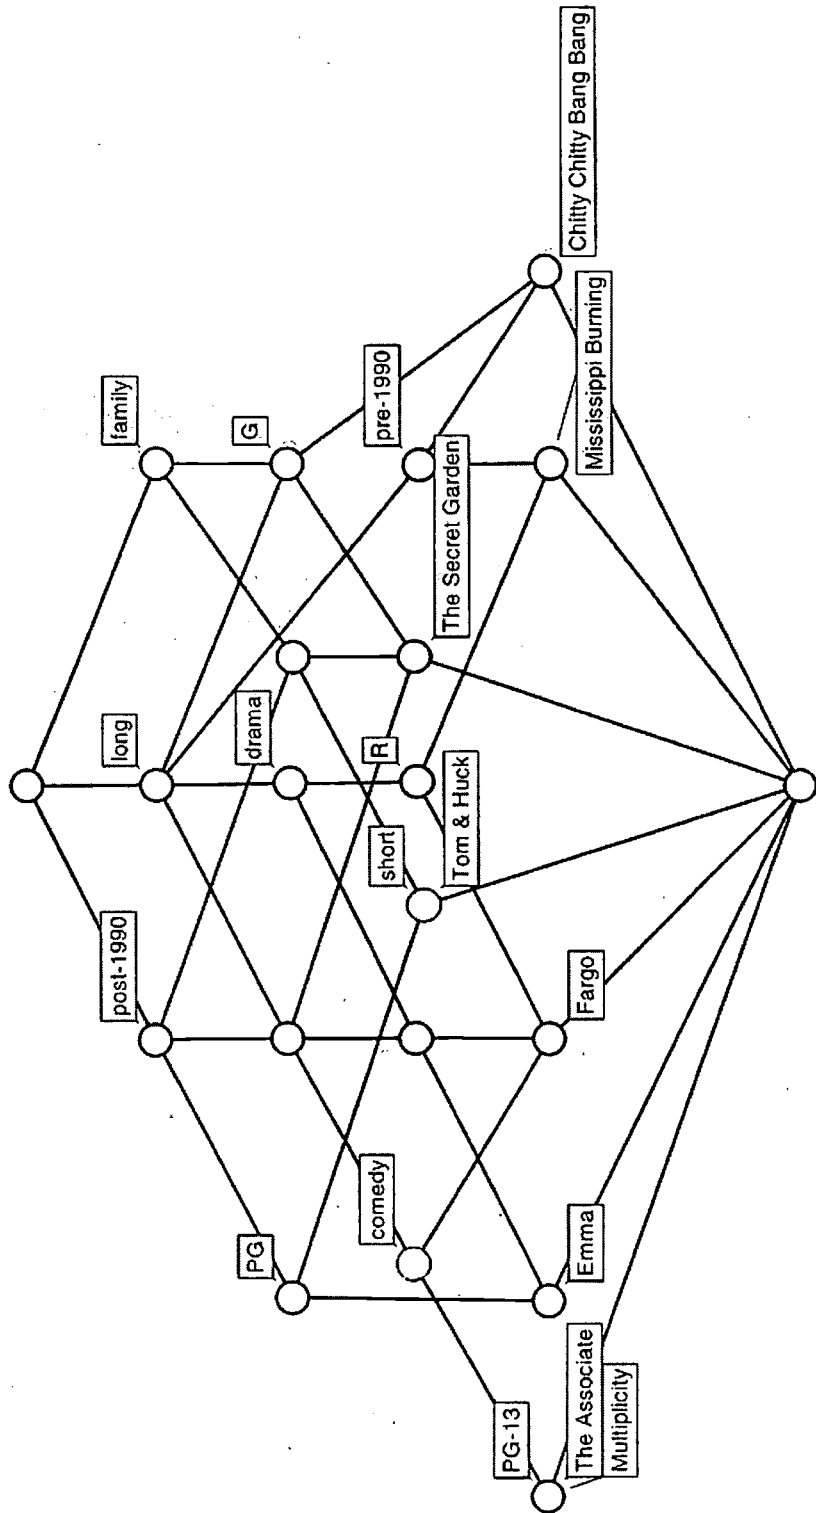 family
long
post-1990
G
drama
PG
pre-1990
R
short
comedy
The Secret Garden
Tom & Huck
PG-13
Chitty Chitty Bang Bang
Mississippi Burning
Fargo
Emma
The Associate
Multiplicity